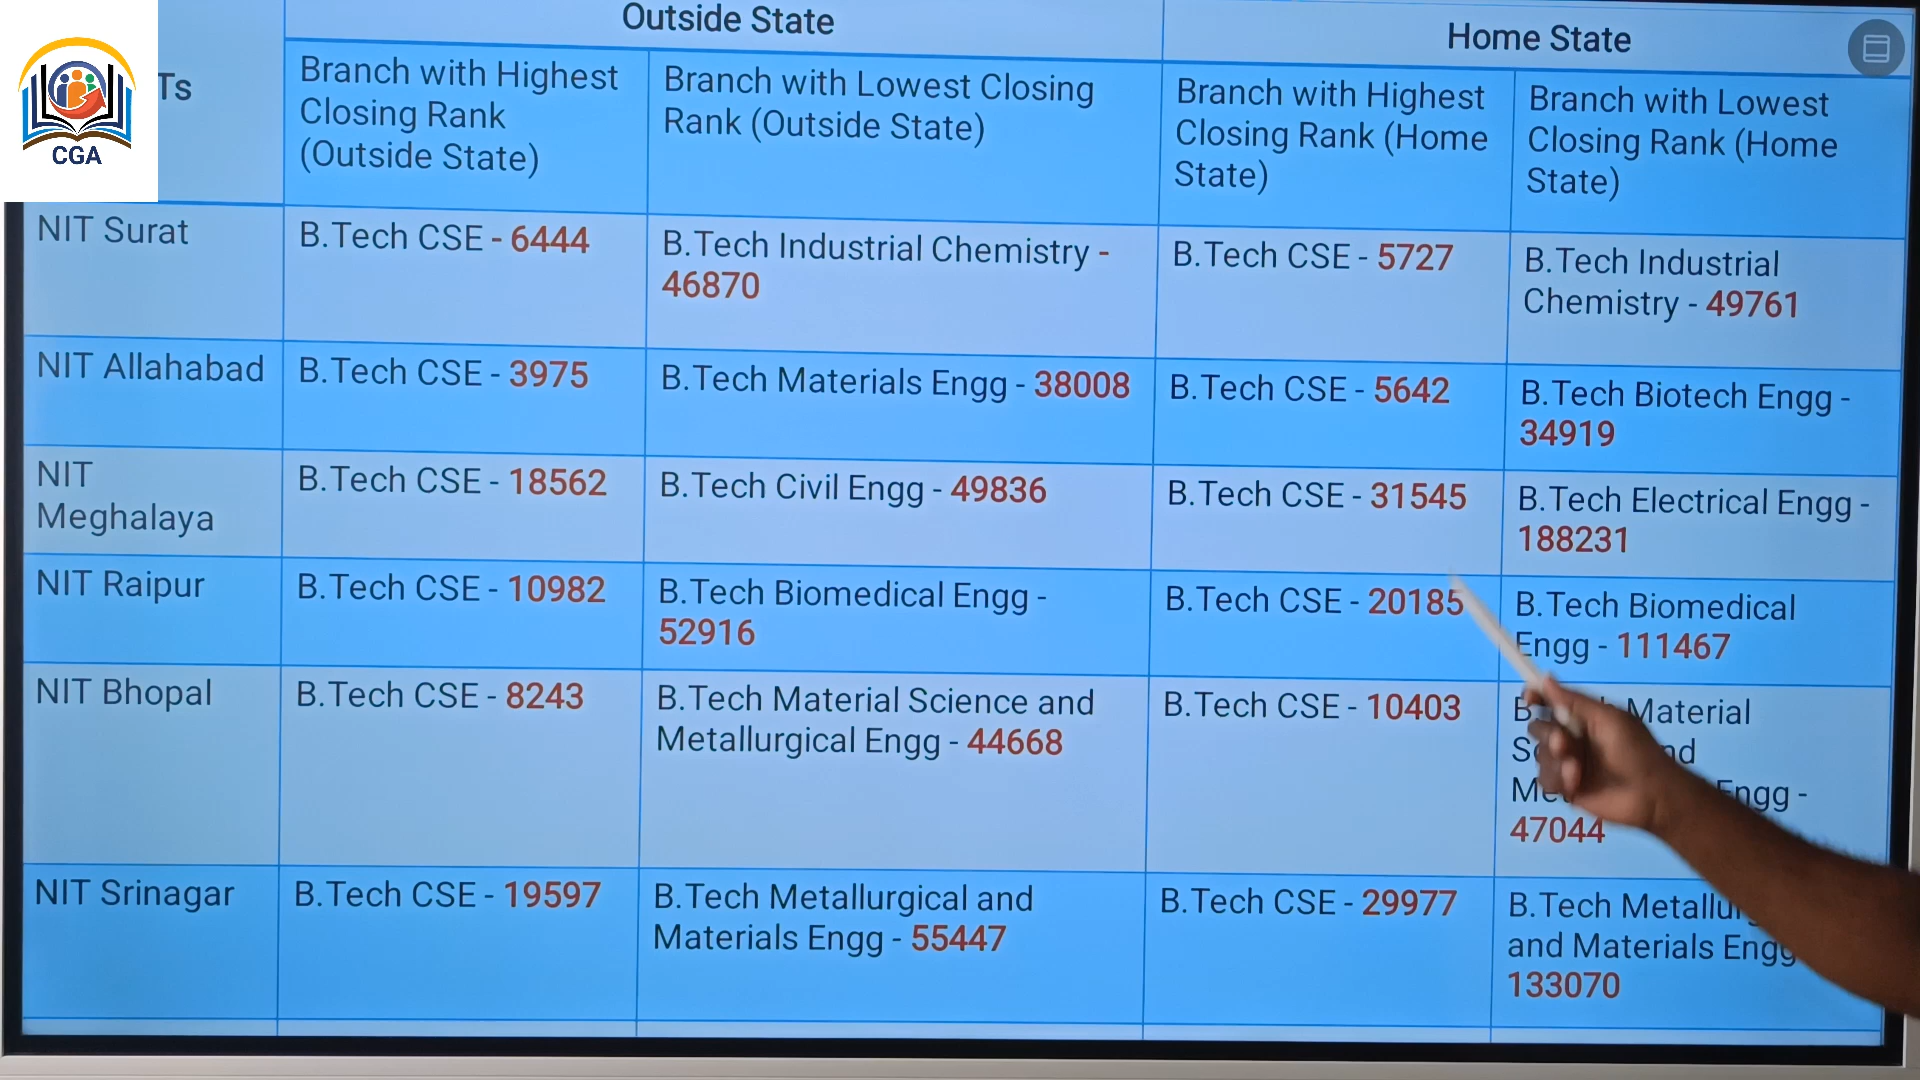 Outside State
Home State
CGA
Ts
Branch with Highest
Closing Rank
(Outside State)
Branch with Lowest Closing
Rank (Outside State)
Branch with Highest
Closing Rank (Home
State)
Branch with Lowest
Closing Rank (Home
State)
NIT Surat
B.Tech CSE - 6444
B.Tech Industrial Chemistry -
46870
B.Tech CSE - 5727
B.Tech Industrial
Chemistry - 49761
NIT Allahabad
B.Tech CSE - 3975
B.Tech Materials Engg - 38008
B.Tech CSE - 5642
B.Tech Biotech Engg -
34919
NIT
Meghalaya
B.Tech CSE - 18562
B.Tech Civil Engg - 49836
B.Tech CSE - 31545
B.Tech Electrical Engg -
188231
NIT Raipur
B.Tech CSE - 10982
B.Tech Biomedical Engg -
52916
B.Tech CSE - 20185
B.Tech Biomedical
Engg - 111467
NIT Bhopal
B.Tech CSE - 8243
B.Tech Material Science and
Metallurgical Engg - 44668
B.Tech CSE - 10403
Material
Engg -
47044
NIT Srinagar
B.Tech CSE - 19597
B.Tech Metallurgical and
Materials Engg - 55447
B.Tech CSE - 29977
B.Tech
and Materials Engg
133070